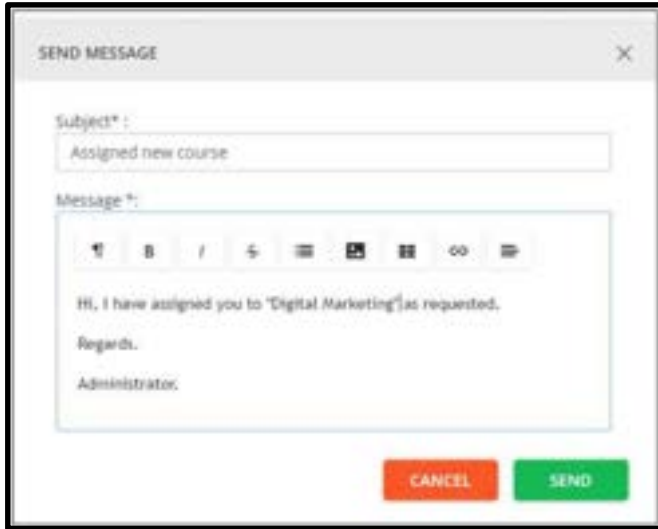 SEND MESSAGE
Subject* :
Assigned new course
Message *:
Hi, I have assigned you to "Digital Marketing" as requested.
Regards.
Administrator.
CANCEL
SEND